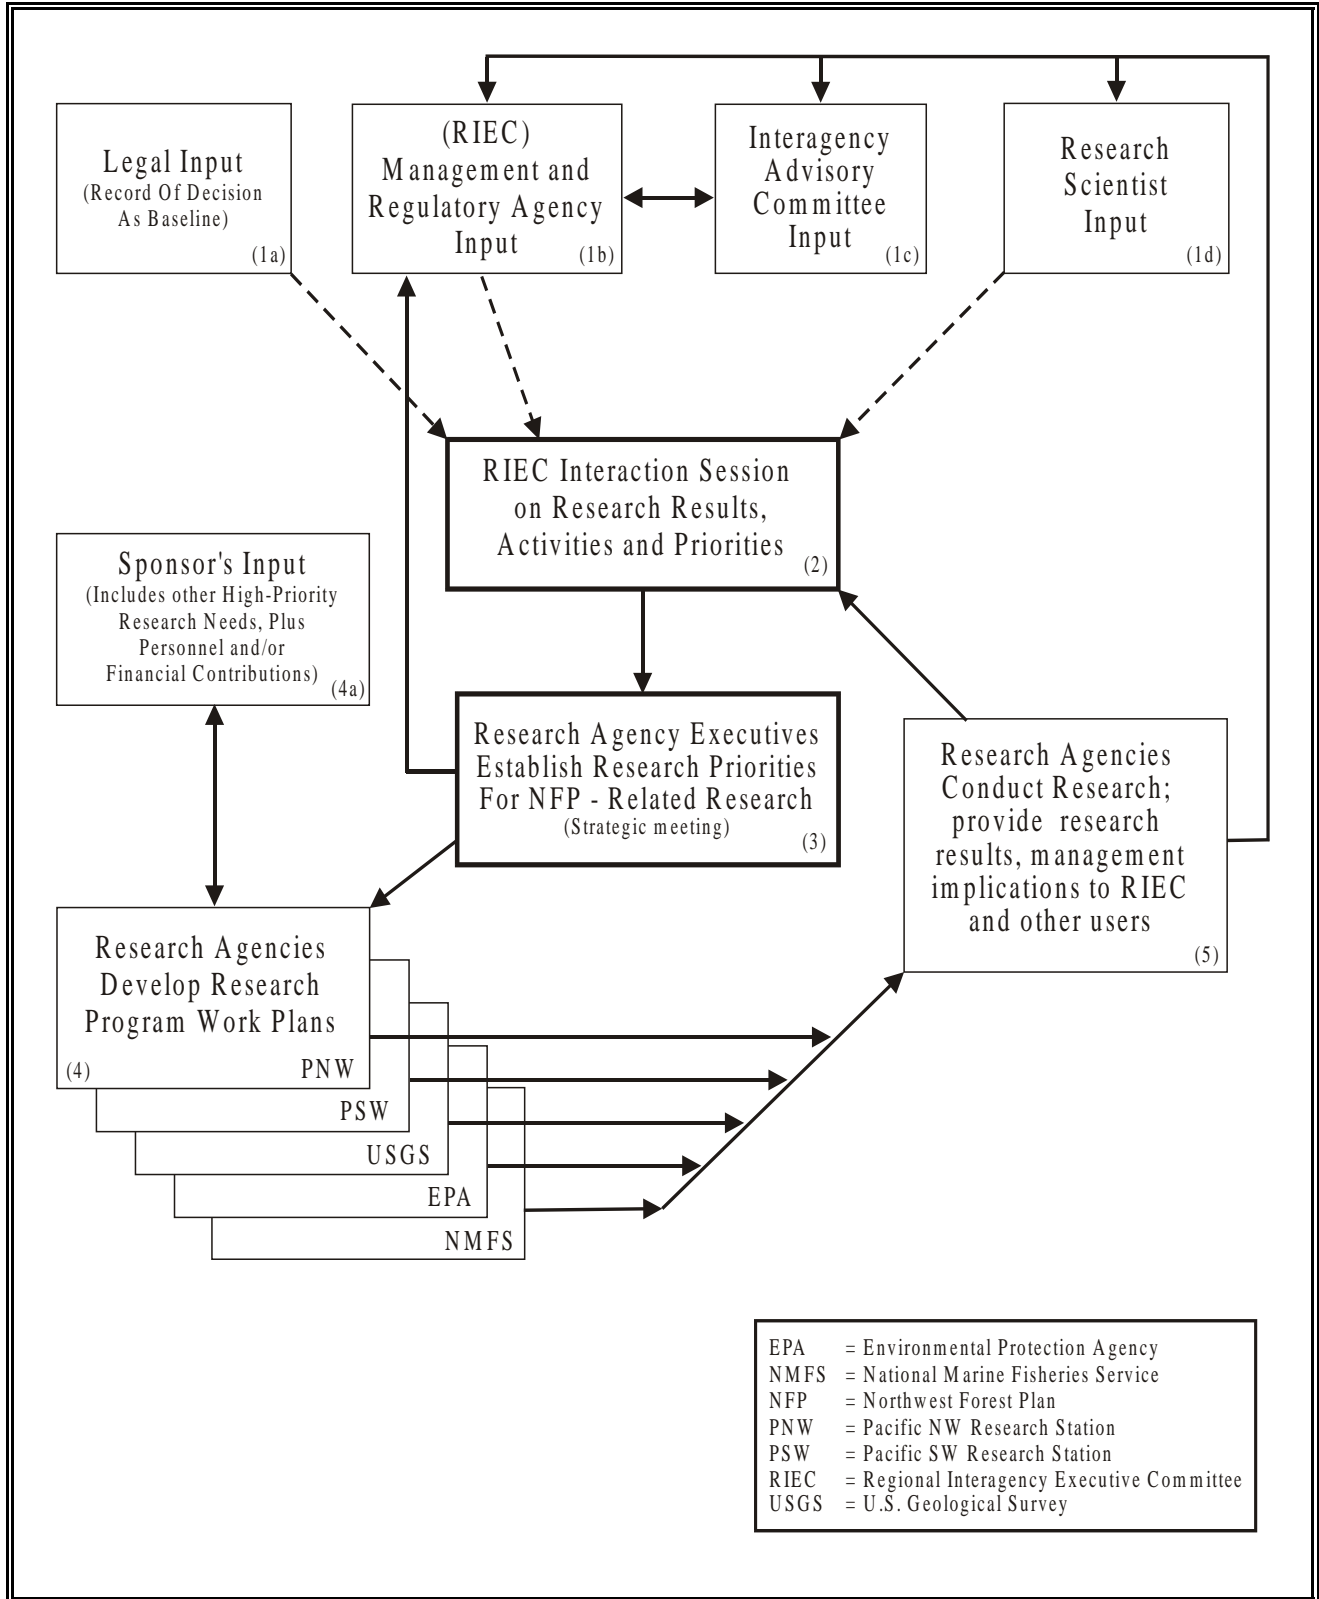 Legal Input
(Record Of Decision
As Baseline)
(1a)
(RIEC)
Management and
Regulatory Agency
Input
(1b)
Interagency
Advisory
Committee
Input
(1c)
Research
Scientist
Input
(1d)
RIEC Interaction Session
on Research Results,
Activities and Priorities
(2)
Sponsor's Input
(Includes other High-Priority
Research Needs, Plus
Personnel and/or
Financial Contributions)
(4a)
Research Agency Executives
Establish Research Priorities
For NFP - Related Research
(Strategic meeting)
(3)
Research Agencies
Conduct Research;
provide research
results, management
implications to RIEC
and other users
(5)
Research Agencies
Develop Research
Program Work Plans
(4) PNW
PSW
USGS
EPA
NMFS
EPA = Environmental Protection Agency
NMFS = National Marine Fisheries Service
NFP = Northwest Forest Plan
PNW = Pacific NW Research Station
PSW = Pacific SW Research Station
RIEC = Regional Interagency Executive Committee
USGS = U.S. Geological Survey